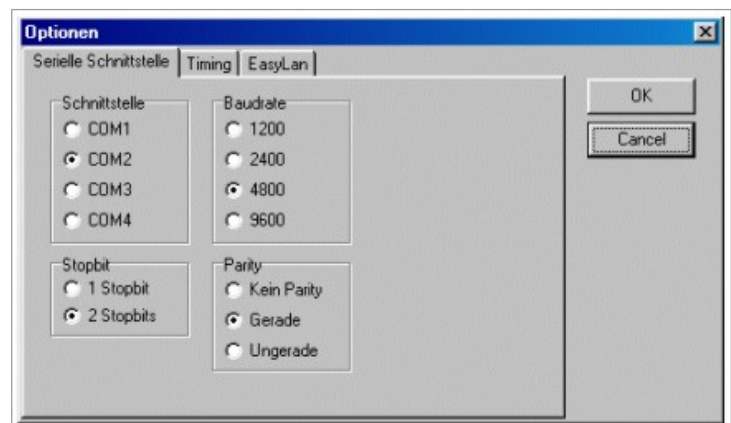 Optionen
Serielle Schnittstelle Timing EasyLan
Schnittstelle
COM1
COM2
COM3
COM4
Baudrate
1200
2400
4800
9600
Stopbit
1 Stopbit
2 Stopbits
Parity
Kein Parity
Gerade
Ungerade
OK
Cancel